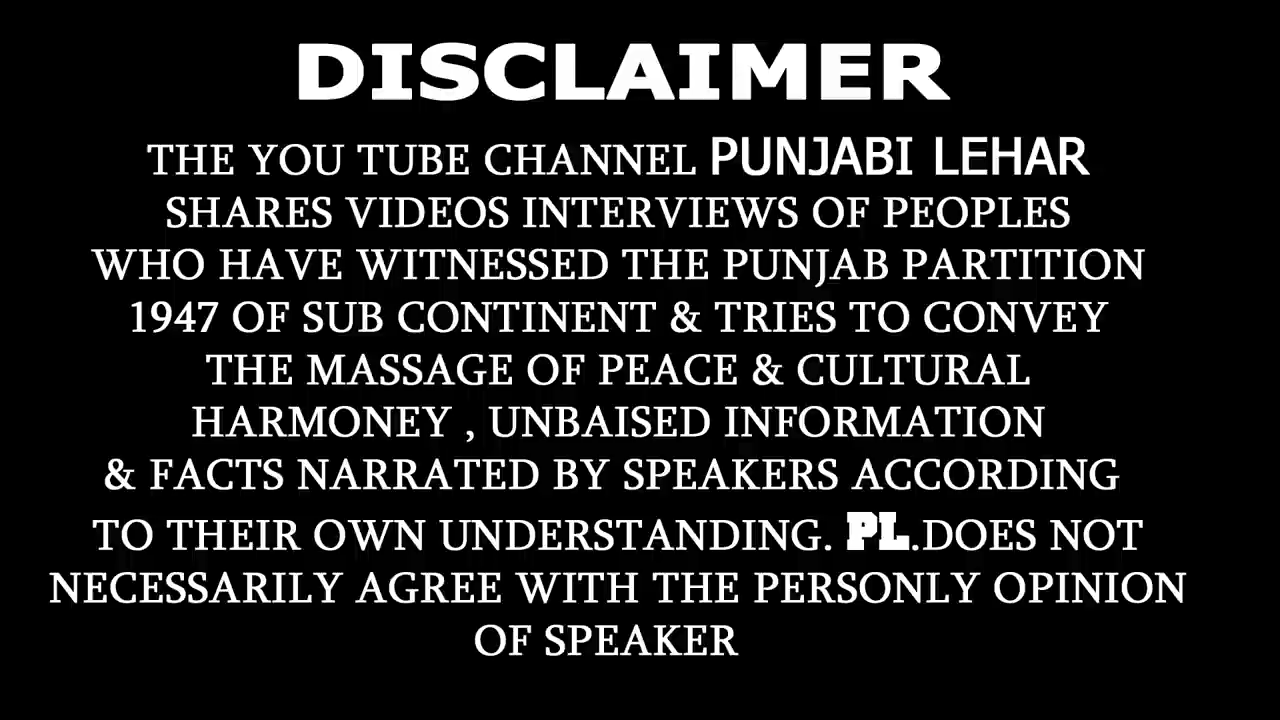 DISCLAIMER
THE YOU TUBE CHANNEL PUNJABI LEHAR
SHARES VIDEOS INTERVIEWS OF PEOPLES
WHO HAVE WITNESSED THE PUNJAB PARTITION
1947 OF SUB CONTINENT & TRIES TO CONVEY
THE MASSAGE OF PEACE & CULTURAL
HARMONEY , UNBAISED INFORMATION
& FACTS NARRATED BY SPEAKERS ACCORDING
TO THEIR OWN UNDERSTANDING. PL.DOES NOT
NECESSARILY AGREE WITH THE PERSONLY OPINION
OF SPEAKER